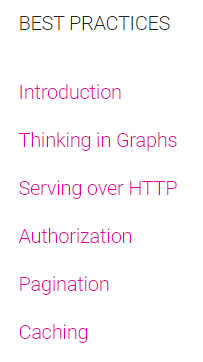 BEST PRACTICES
Introduction
Thinking in Graphs
Serving over HTTP
Authorization
Pagination
Caching